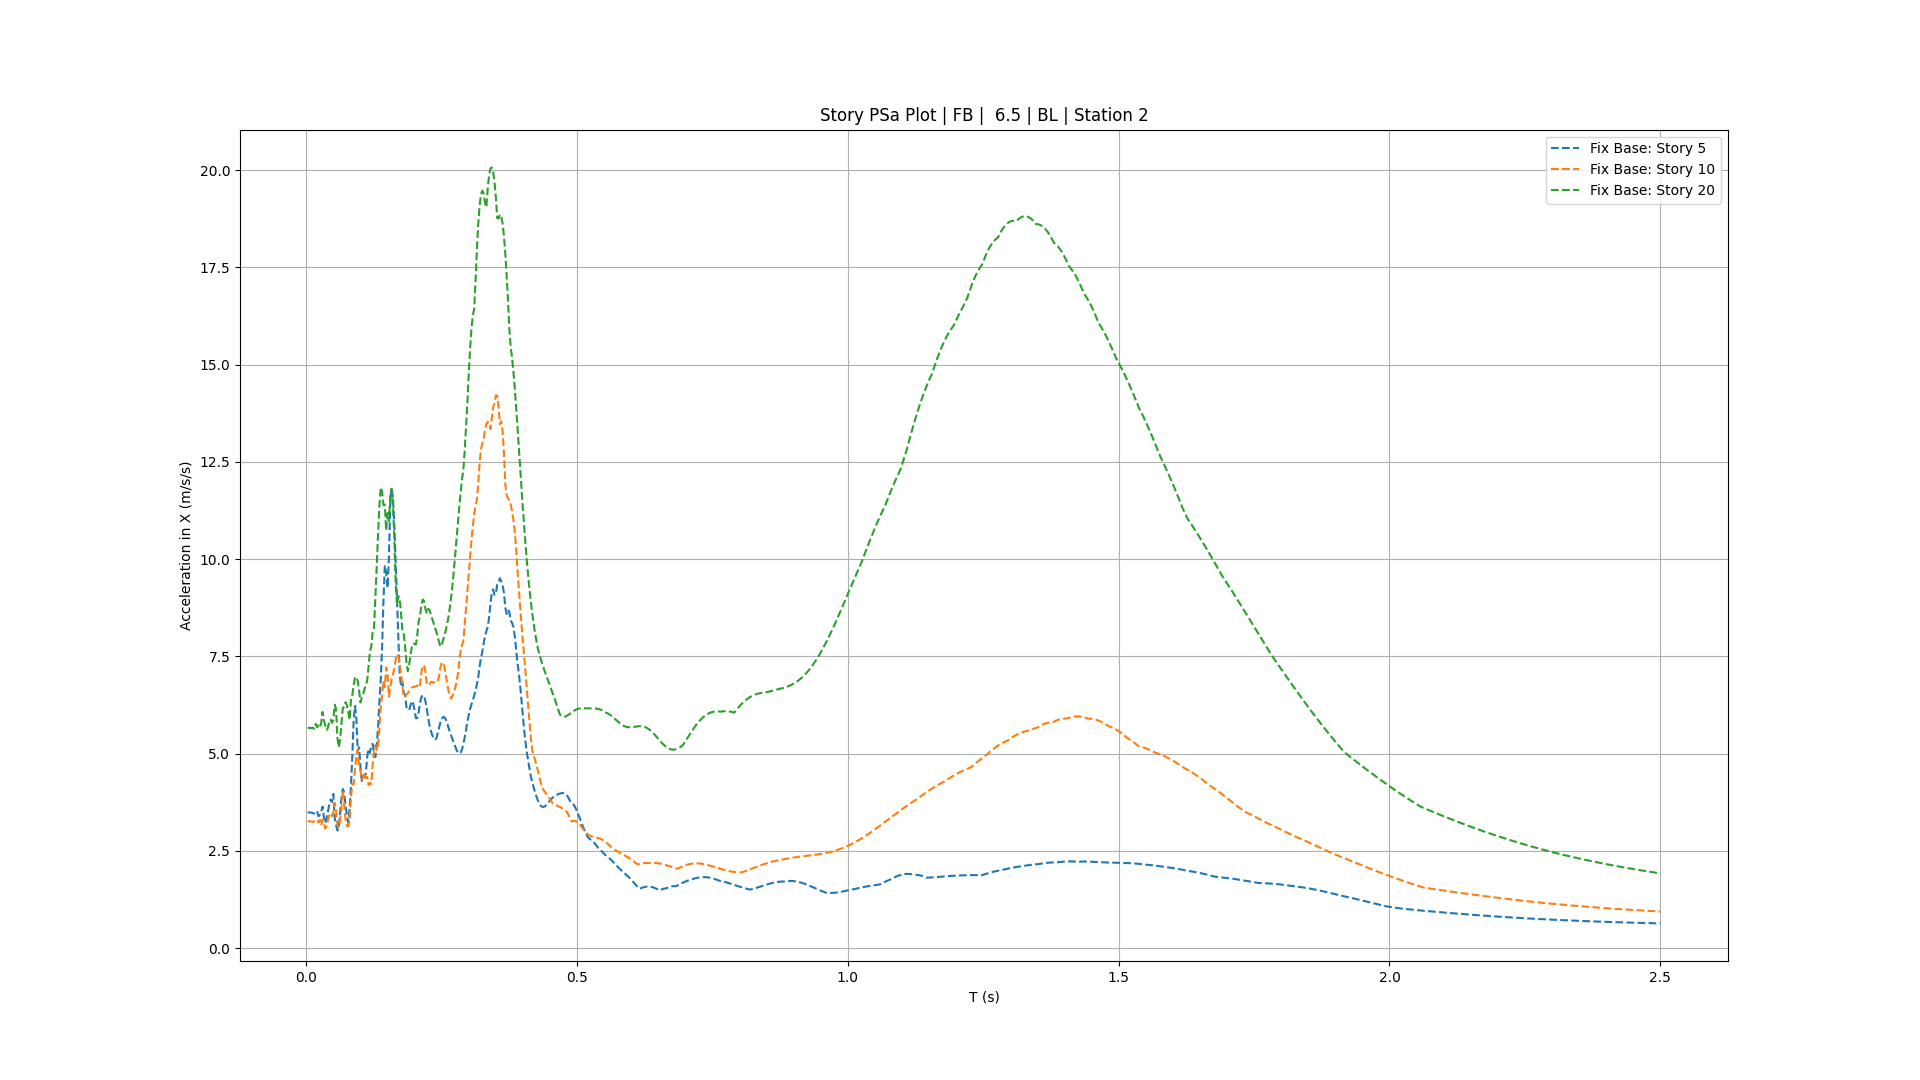 Story PSa Plot | FB |  6.5 | BL | Station 2
Fix Base: Story 5
Fix Base: Story 10
Fix Base: Story 20
Acceleration in X (m/s/s)
20.0
17.5
15.0
12.5
10.0
7.5
5.0
2.5
0.0
0.0 0.5 1.0 1.5 2.0 2.5
T (s)